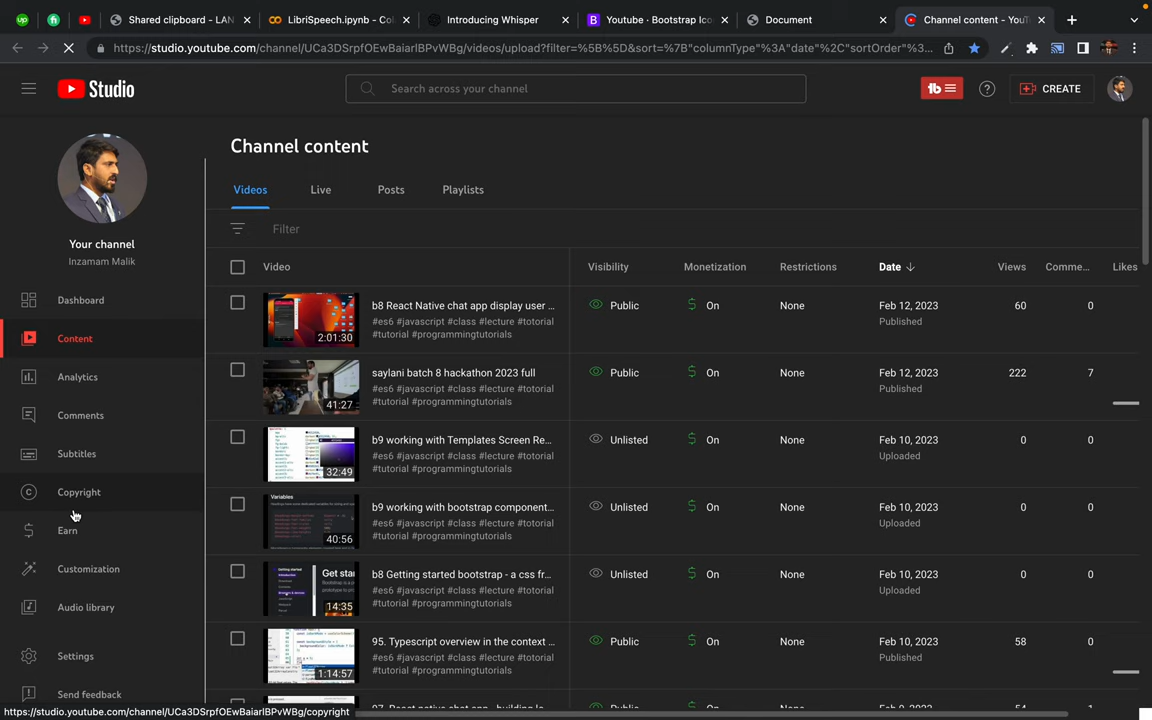 Shared clipboard - LAN
LibriSpeech.ipynb - Col
Introducing Whisper
Youtube · Bootstrap Ico
Document
Channel content - YouTu
https://studio.youtube.com/channel/UCa3DSrpfOEwBaiarlBPvWBg/videos/upload?filter=%5B%5D&sort=%7B"columnType"%3A"date"%2C"sortOrder"%3...
Studio
Search across your channel
CREATE
Your channel
Inzamam Malik
Dashboard
Content
Analytics
Comments
Subtitles
Copyright
Earn
Customization
Audio library
Settings
Send feedback
Channel content
Videos Live Posts Playlists
Filter
Video Visibility Monetization Restrictions Date Views Comme... Likes
2:01:30
b8 React Native chat app display user ...
#es6 #javascript #class #lecture #totorial
#tutorial #programmingtutorials
Public On None Feb 12, 2023 60 0
Published
41:27
saylani batch 8 hackathon 2023 full
#es6 #javascript #class #lecture #totorial
#tutorial #programmingtutorials
Public On None Feb 12, 2023 222 7
Published
32:49
b9 working with Templates Screen Re...
#es6 #javascript #class #lecture #totorial
#tutorial #programmingtutorials
Unlisted On None Feb 10, 2023 0 0
Uploaded
Variables
40:56
b9 working with bootstrap component...
#es6 #javascript #class #lecture #totorial
#tutorial #programmingtutorials
Unlisted On None Feb 10, 2023 0 0
Uploaded
Get star
14:35
b8 Getting started bootstrap - a css fr...
#es6 #javascript #class #lecture #totorial
#tutorial #programmingtutorials
Unlisted On None Feb 10, 2023 0 0
Uploaded
1:14:57
95. Typescript overview in the context ...
#es6 #javascript #class #lecture #totorial
#tutorial #programmingtutorials
Public On None Feb 10, 2023 58 0
Published
https://studio.youtube.com/channel/UCa3DSrpfOEwBaiarlBPvWBg/copyright